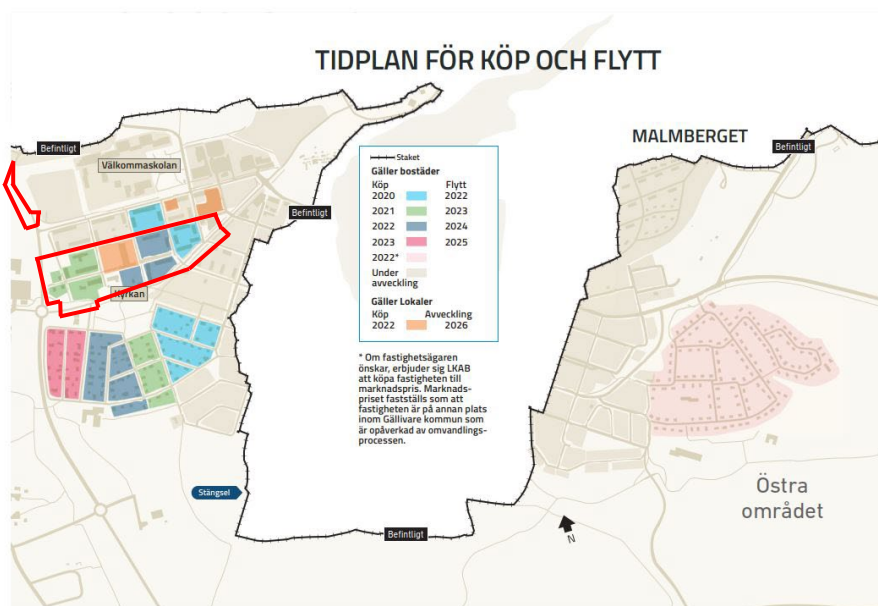 TIDPLAN FÖR KÖP OCH FLYTT
MALMBERGET
Befintligt
Befintligt
Välkommaskolan
Befintligt
Kyrkan
Staket
Gäller bostäder
Köp Flytt
2020 2022
2021 2023
2022 2024
2023 2025
2022*
Under
avveckling
Gäller Lokaler
Köp Avveckling
2022 2026
* Om fastighetsägaren
önskar, erbjuder sig LKAB
att köpa fastigheten till
marknadspris. Marknads-
priset fastställs som att
fastigheten är på annan plats
inom Gällivare kommun som
är opåverkad av omvandlings-
processen.
Stängsel
Östra
området
Befintligt
N